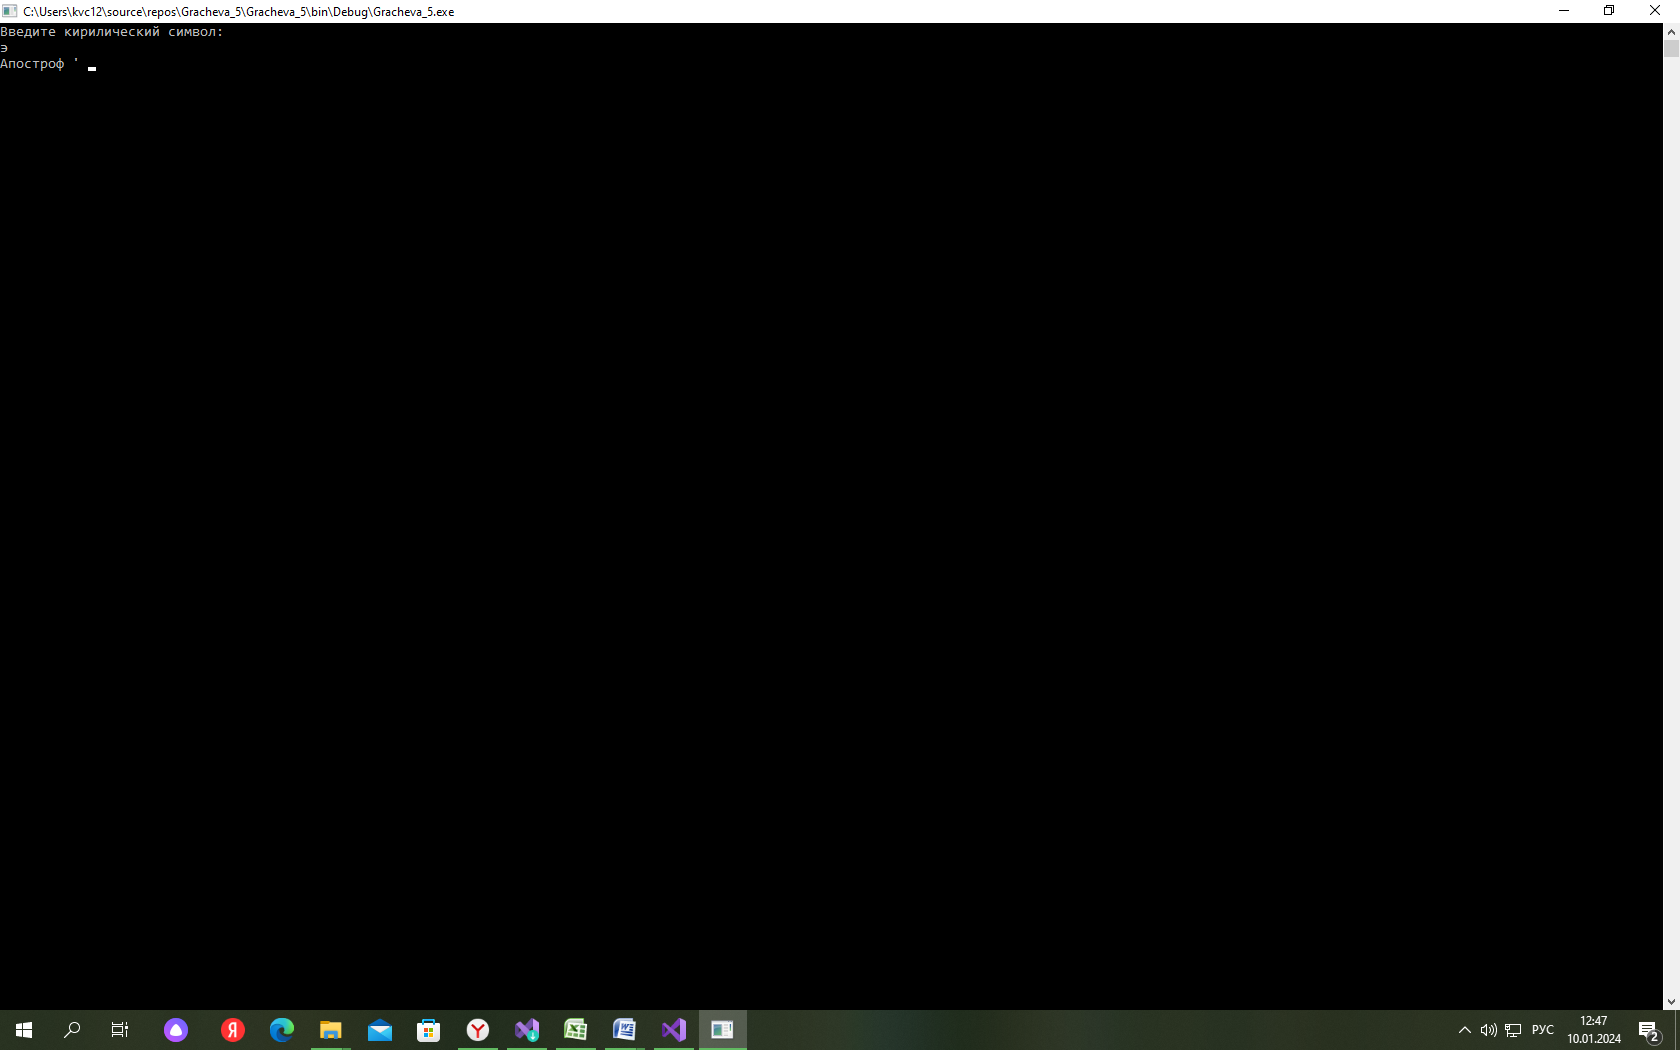 C:\Users\kvc12\source\repos\Gracheva_5\Gracheva_5\bin\Debug\Gracheva_5.exe
Введите кирилический символ:
э
Апостроф '
РУС
12:47
10.01.2024
2